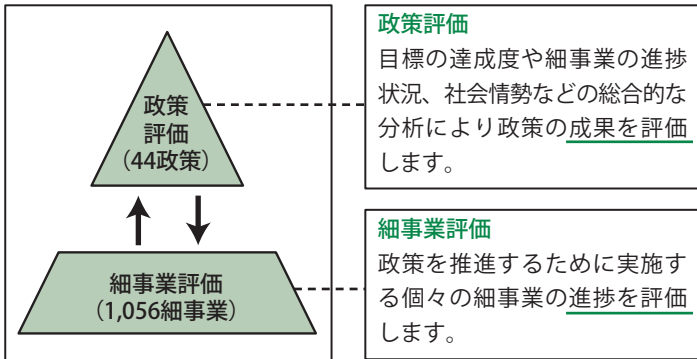 政策
評価
（44政策）
細事業評価
（1,056細事業）
政策評価
目標の達成度や細事業の進捗
状況、社会情勢などの総合的な
分析により政策の成果を評価
します。
細事業評価
政策を推進するために実施す
る個々の細事業の進捗を評価
します。